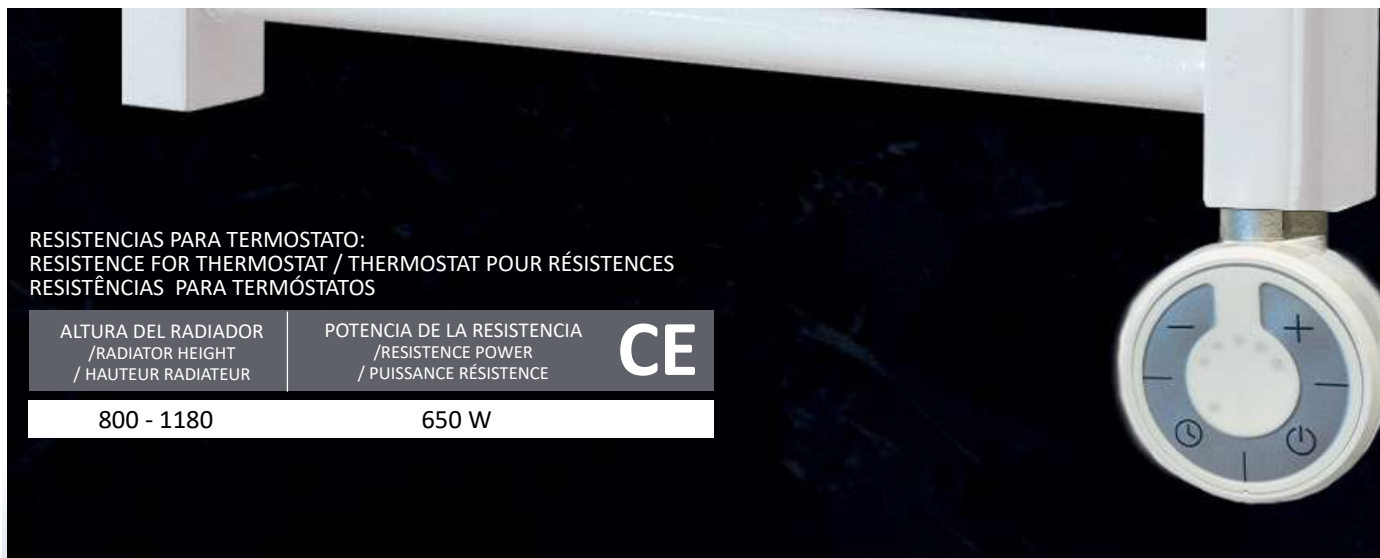 RESISTENCIAS PARA TERMOSTATO:
RESISTENCE FOR THERMOSTAT / THERMOSTAT POUR RÉSISTENCES
RESISTÊNCIAS PARA TERMÓSTATOS
ALTURA DEL RADIADOR
/RADIATOR HEIGHT
/ HAUTEUR RADIATEUR
POTENCIA DE LA RESISTENCIA
/RESISTENCE POWER
/ PUISSANCE RÉSISTENCE
CE
800 - 1180
650 W